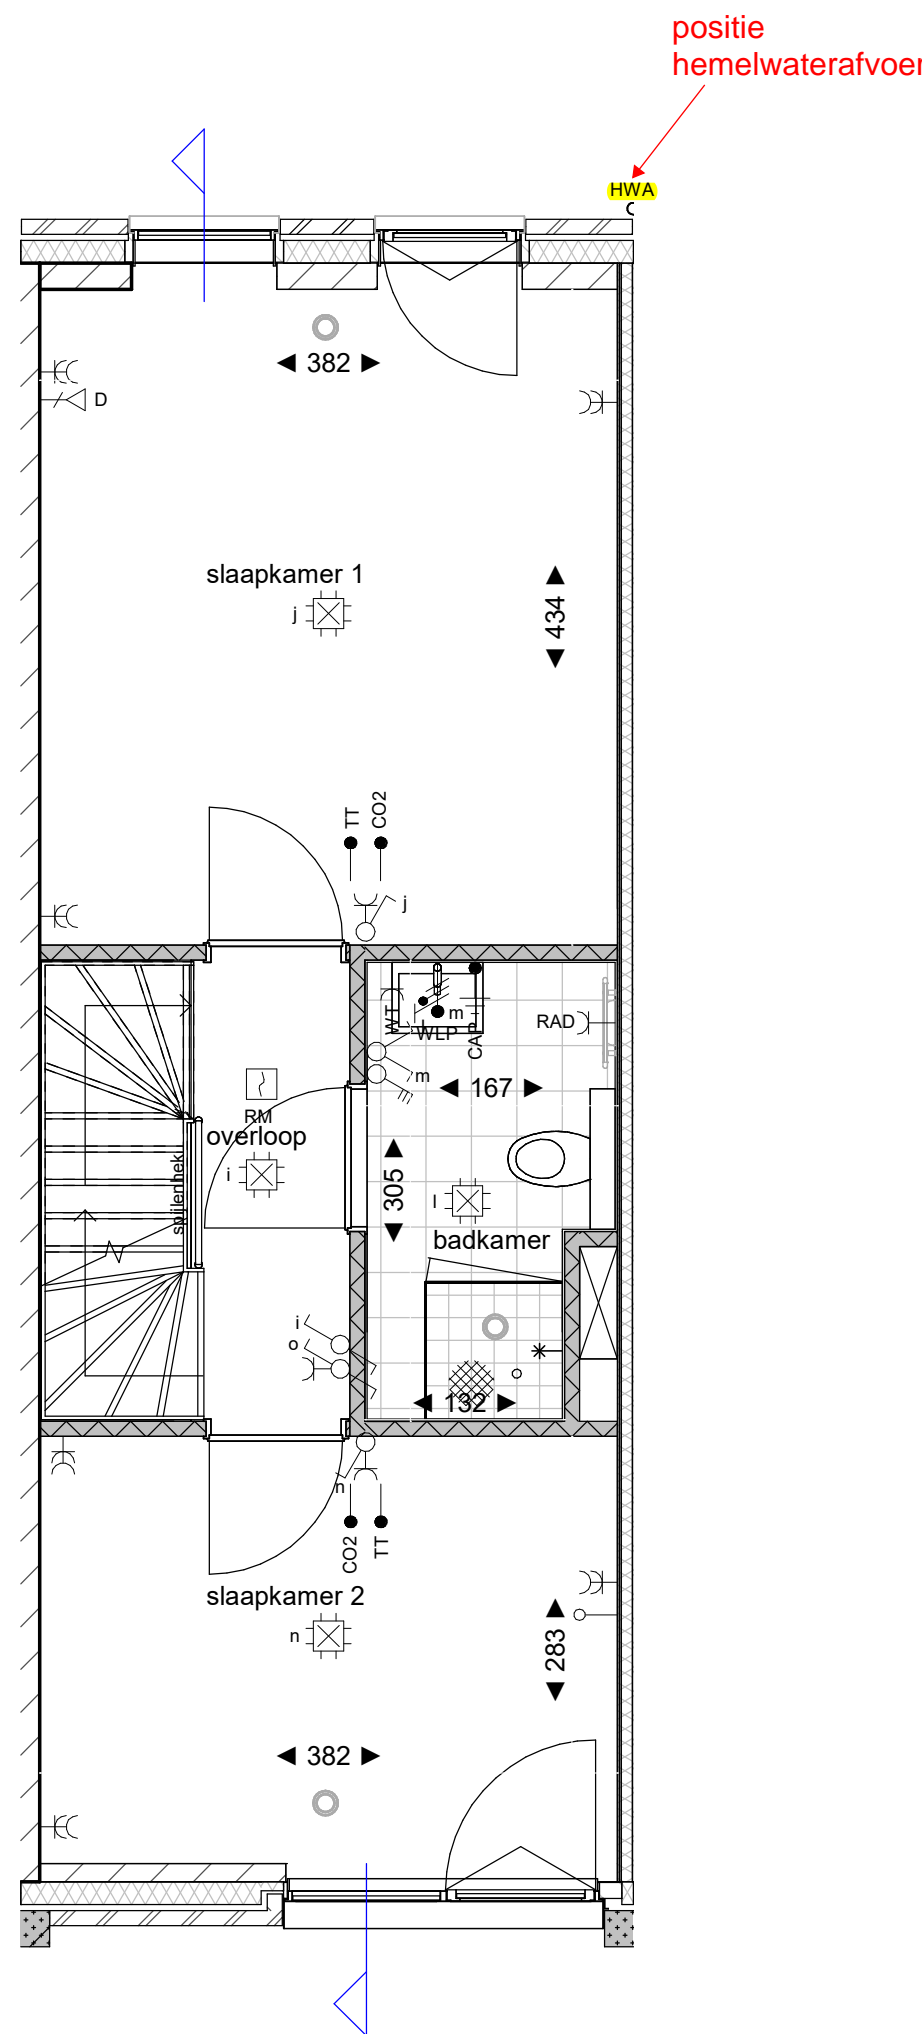 positie
hemelwaterafvoer
HWA
382
D
slaapkamer 1
j
434
TT
CO2
j
WT
m
WLP
CAP
RAD
m
167
RM
overloop
i
spijlenhek
305
l
badkamer
i
o
132
n
CO2
TT
slaapkamer 2
n
283
382